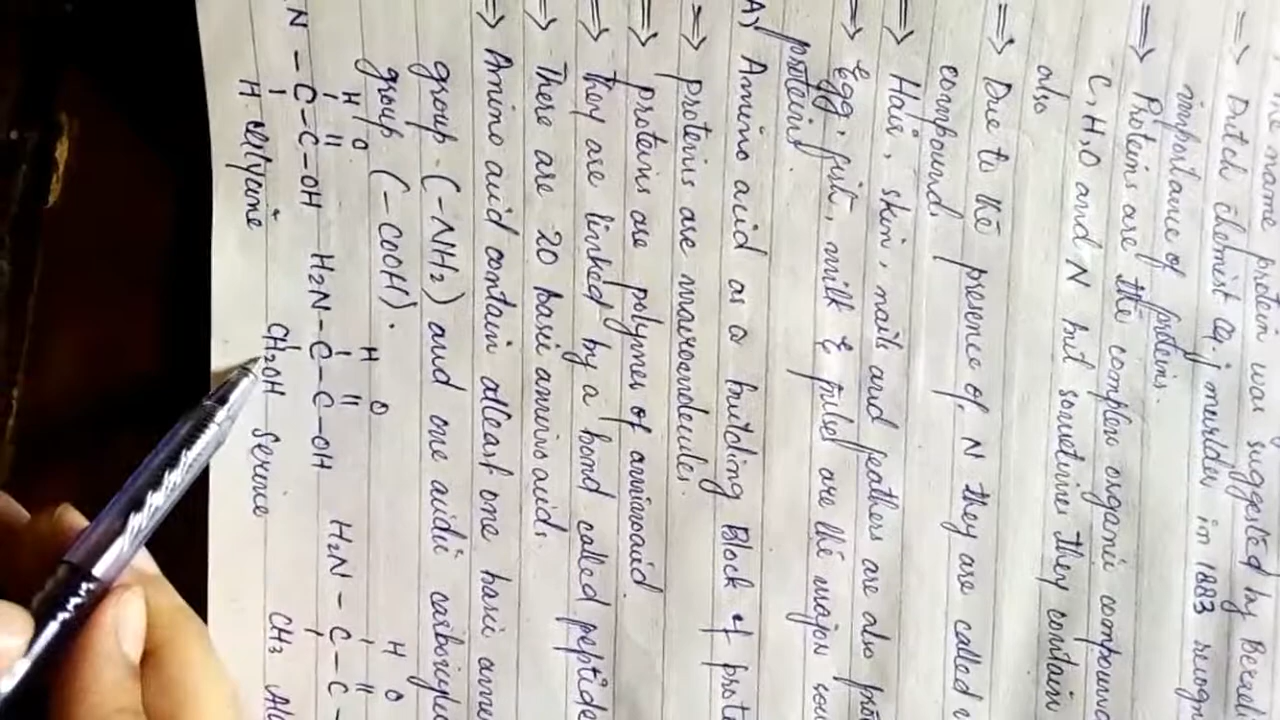 he name protein was suggested by Berzeli
=> Dutch chemist G.J mulder in 1883 recogn
importance of proteins.
=> Proteins are the complex organic compound
C, H, O and N but sometimes they contain
also
=> Due to the presence of N they are called
compound.
=> Hair, skin, nails and feathers are also pro
=> Egg, fish, milk & pulses are the major sou
proteins
A) Amino acid as a building Block of prote
=> Proteins are macromolecules.
=> proteins are polymer of aminoacid.
=> they are linked by a bond called peptide
=> There are 20 basic amino acids.
=> Amino acid contain atleast one basic amin
group (-NH2) and one acidic carboxylic
group (-COOH).
H O H O H O
N - C - C - OH H2N - C - C - OH H2N - C - C -
H Glycine CH2OH Serine CH3 Al